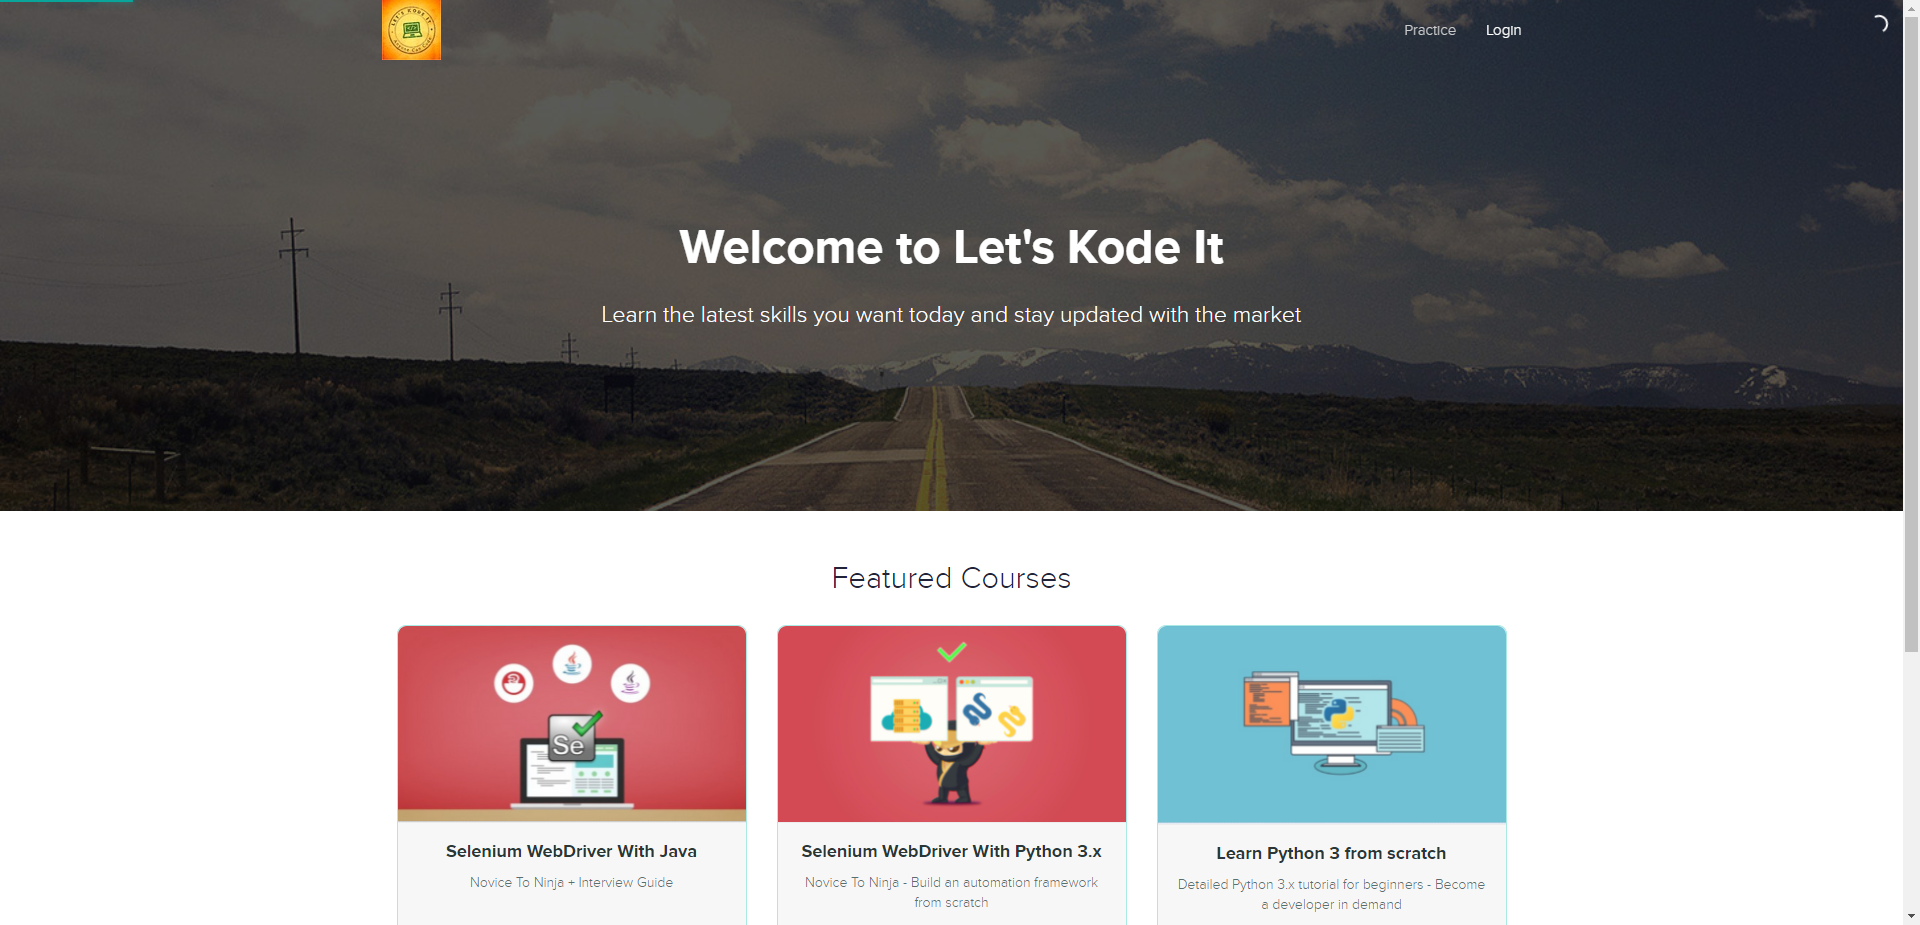 LET'S KODE IT
Practice
Login
Welcome to Let's Kode It
Learn the latest skills you want today and stay updated with the market
Featured Courses
Se
Selenium WebDriver With Java
Novice To Ninja + Interview Guide
Selenium WebDriver With Python 3.x
Novice To Ninja - Build an automation framework
from scratch
Learn Python 3 from scratch
Detailed Python 3.x tutorial for beginners - Become
a developer in demand